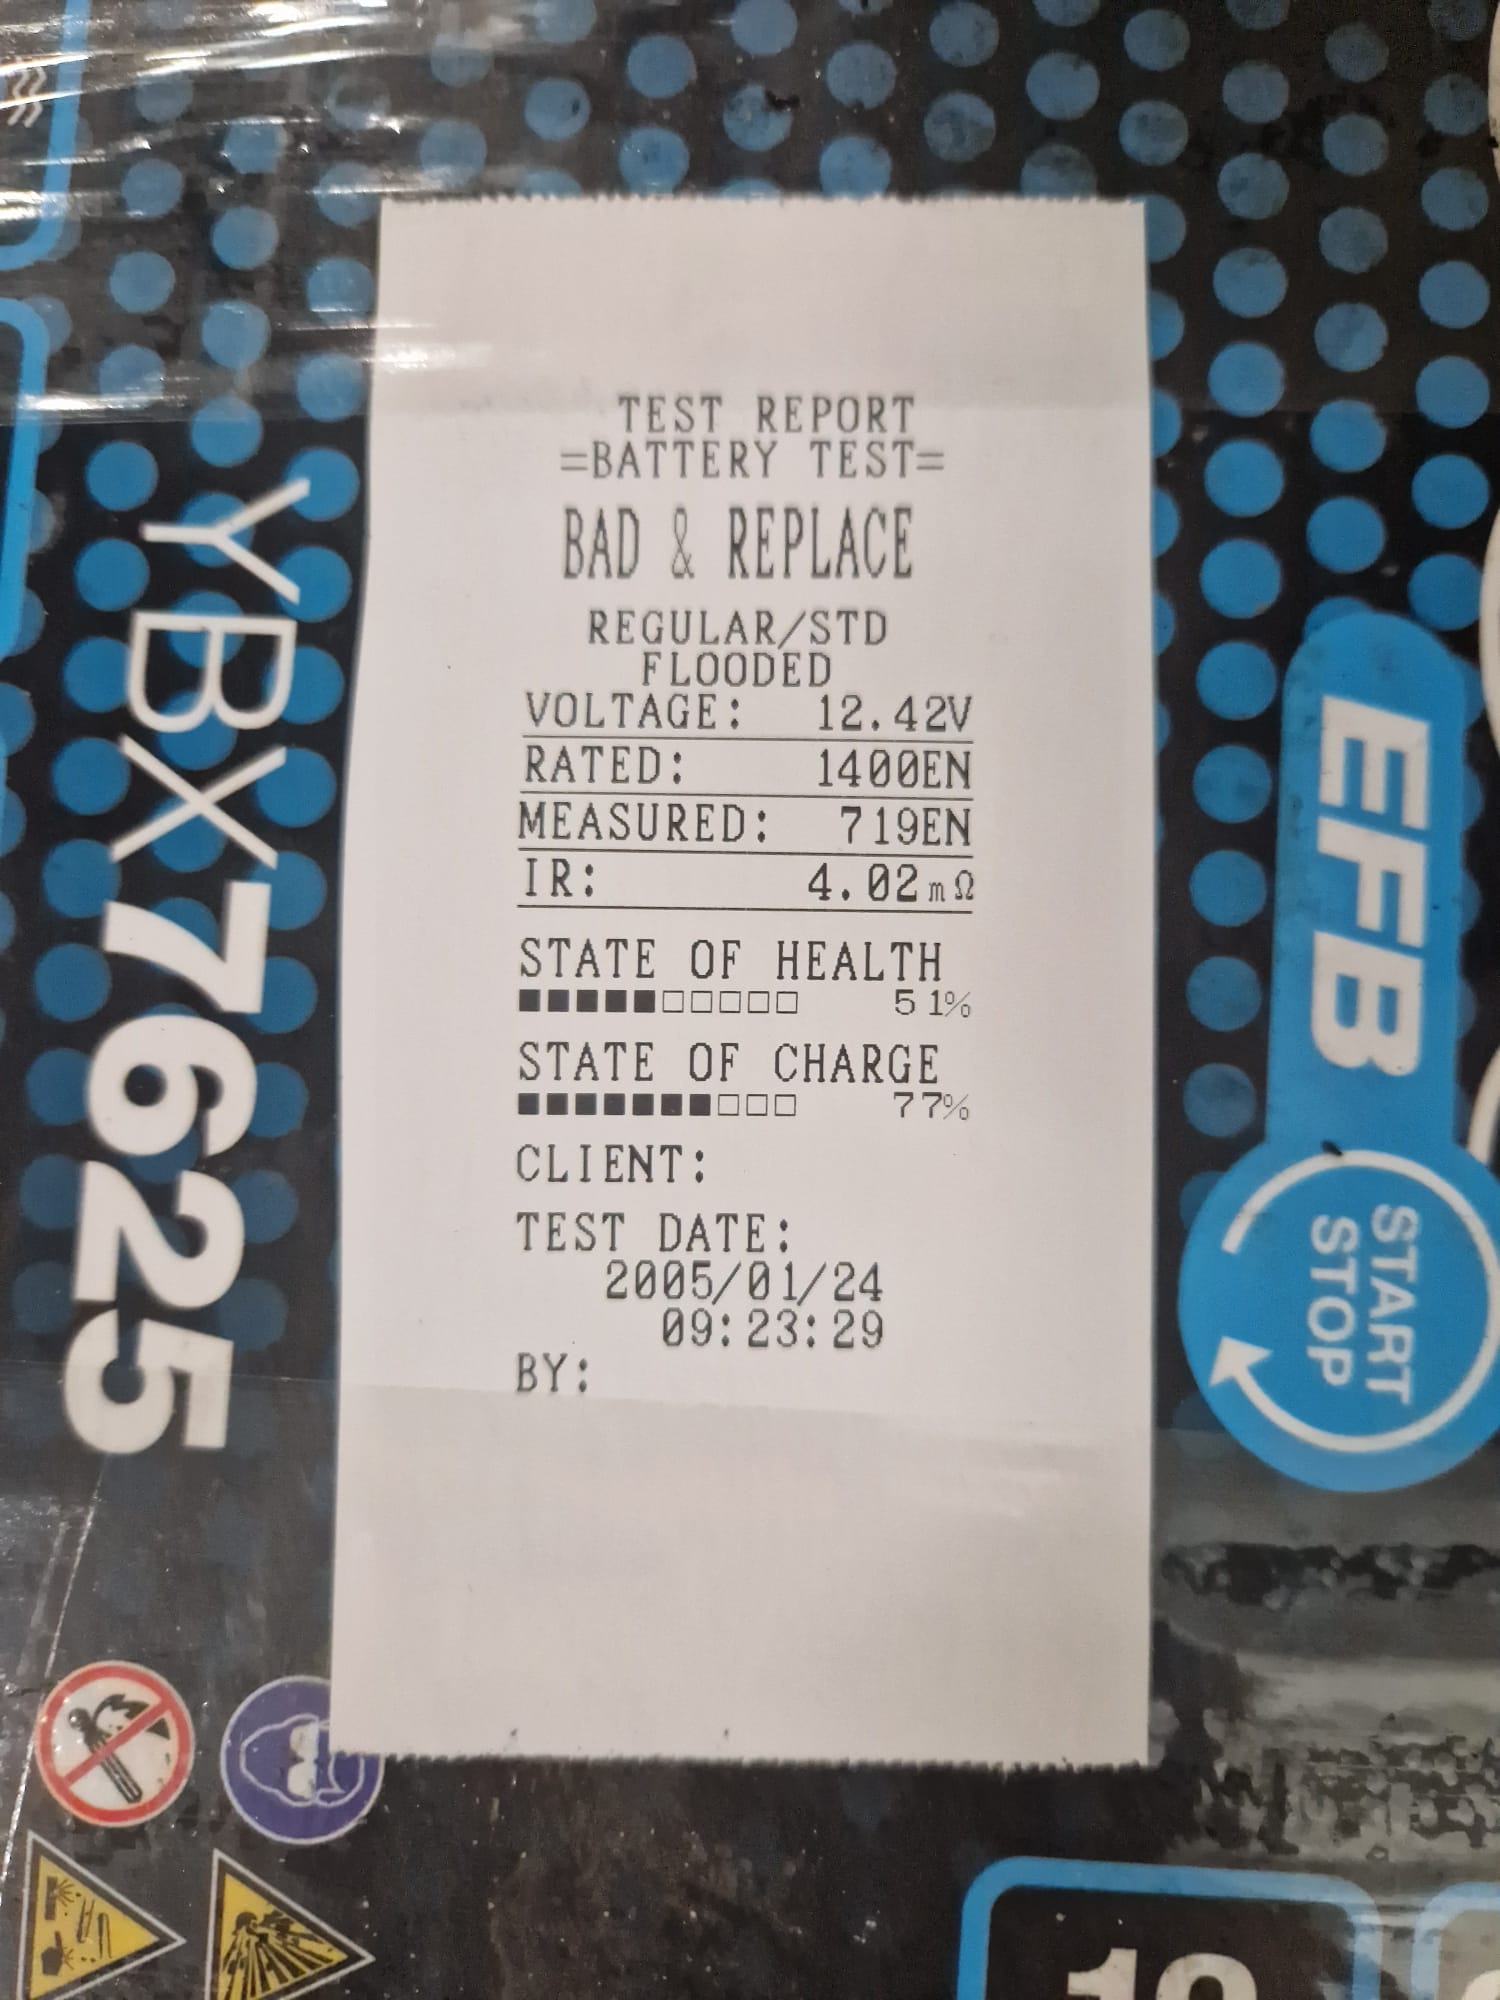 TEST REPORT
=BATTERY TEST=
BAD & REPLACE
REGULAR/STD
FLOODED
VOLTAGE: 12.42V
RATED: 1400EN
MEASURED: 719EN
IR: 4.02mΩ
STATE OF HEALTH
51%
STATE OF CHARGE
77%
CLIENT:
TEST DATE:
2005/01/24
09:23:29
BY:
YBX7625
EFB
START
STOP